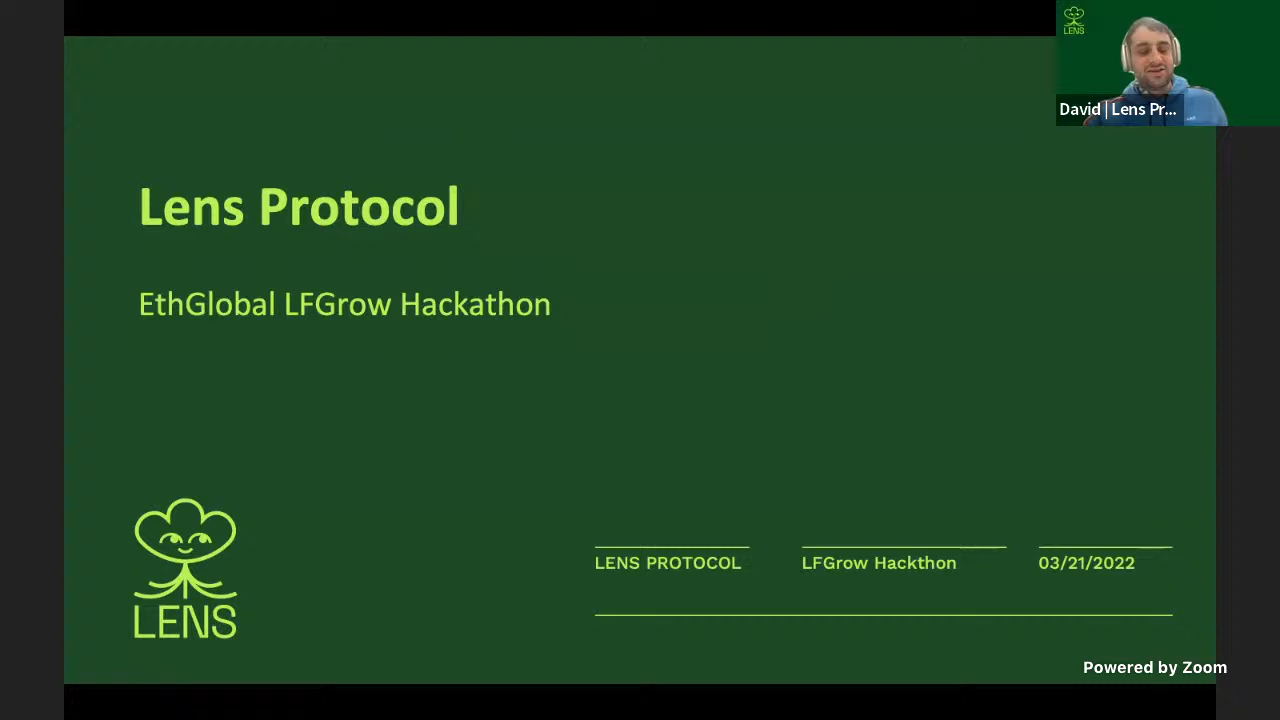 LENS
David | Lens Pr...
Lens Protocol
EthGlobal LFGrow Hackathon
LENS
LENS PROTOCOL
LFGrow Hackthon
03/21/2022
Powered by Zoom